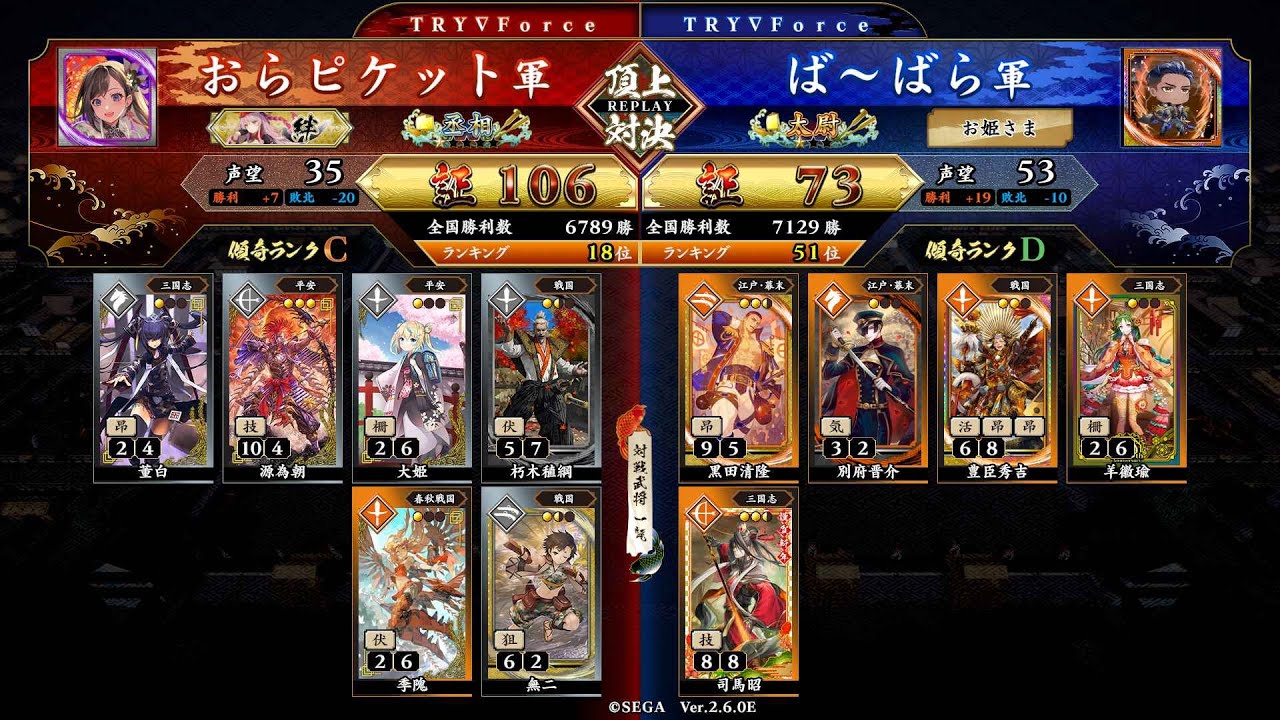 TRY∇Force
TRY∇Force
おらピケット軍
頂上
REPLAY
対決
ば～ばら軍
絆
丞相
太尉
お姫さま
声望 35
勝利 +7 敗北 -20
証 106
証 73
声望 53
勝利 +19 敗北 -10
全国勝利数 6789勝
全国勝利数 7129勝
ランキング 18位
ランキング 51位
傾奇ランクC
傾奇ランクD
三国志
昴
2 4
董白
平安
技
10 4
源為朝
平安
柵
2 6
大姫
戦国
伏
5 7
朽木稙綱
江戸・幕末
昴
9 5
黒田清隆
江戸・幕末
気
3 2
別府晋介
戦国
活 昴 昴
6 8
豊臣秀吉
三国志
柵
2 6
羊徽瑜
対戦武将一覧
春秋戦国
伏
2 6
季隗
戦国
狙
6 2
無二
三国志
技
8 8
司馬昭
©SEGA Ver.2.6.0E